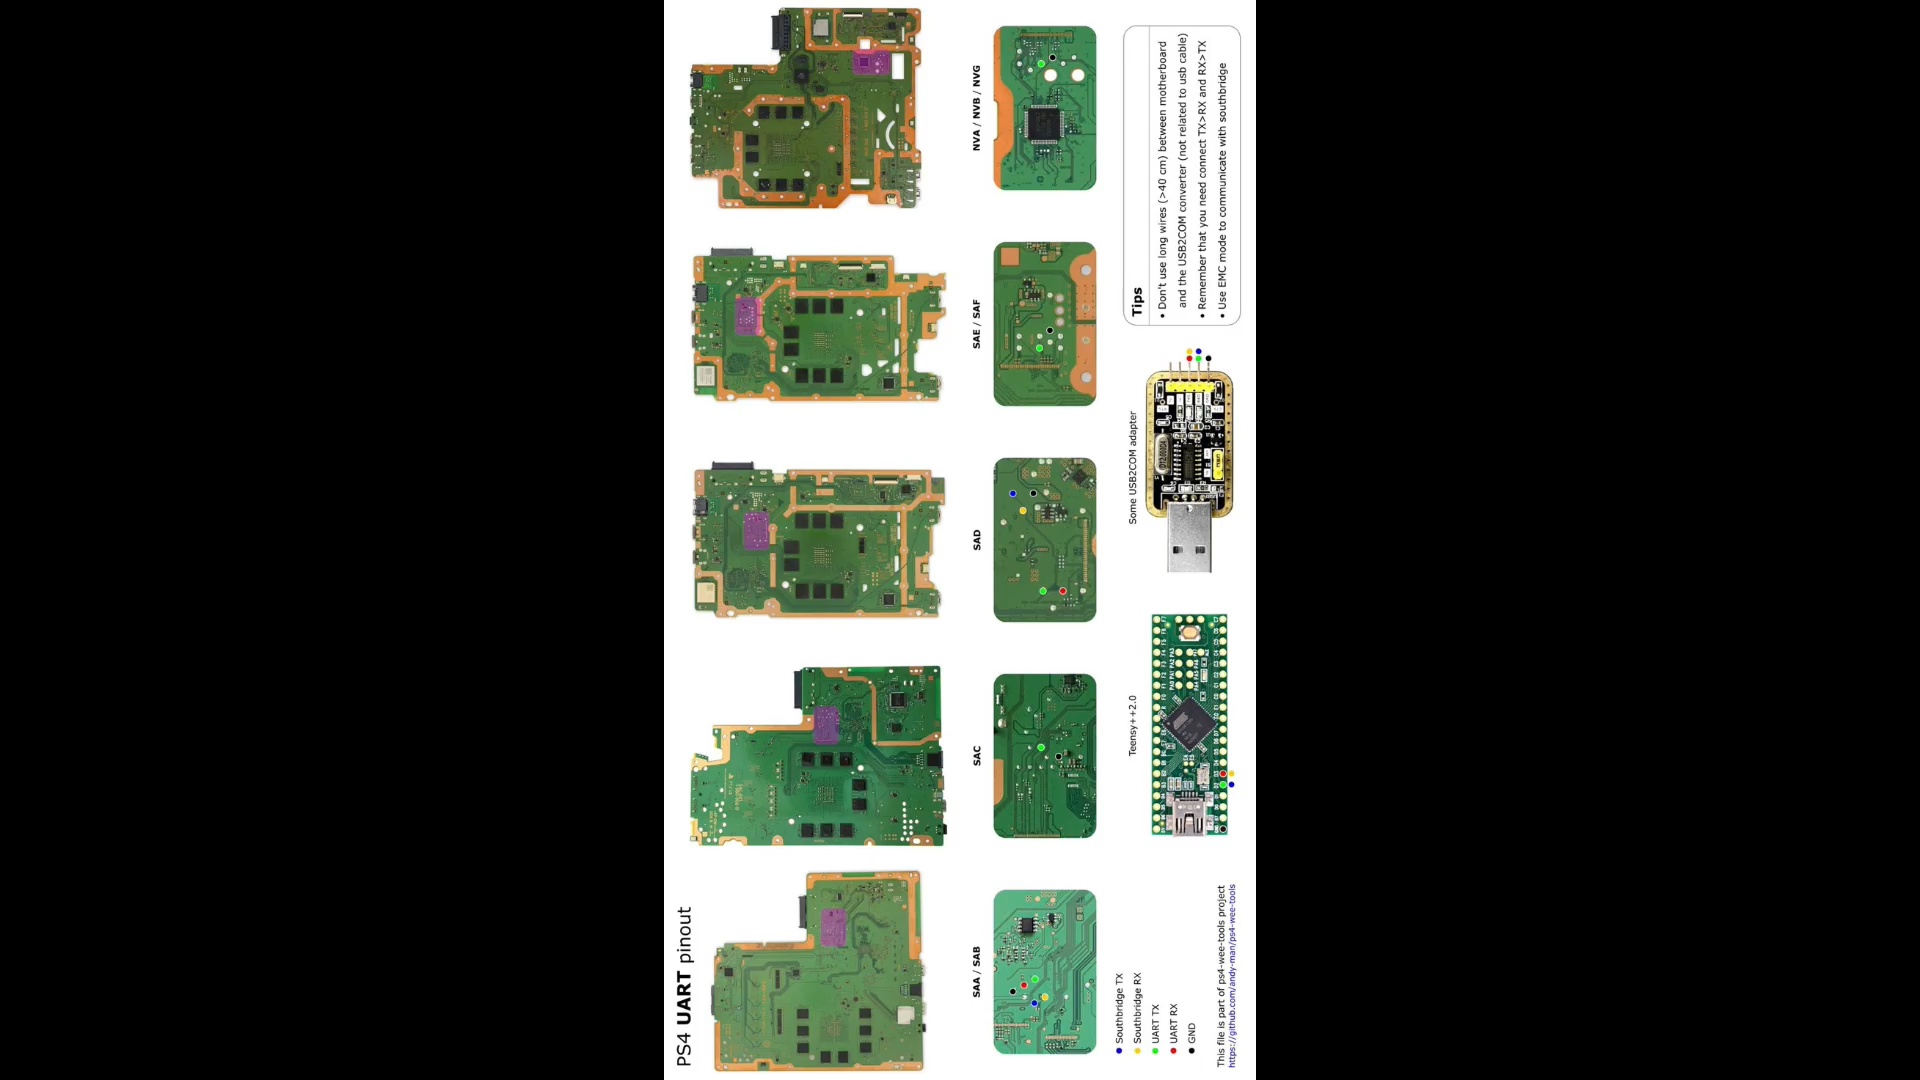 PS4 UART pinout
SAA / SAB
SAC
SAD
SAE / SAF
NVA / NVB / NVG
Southbridge TX
Southbridge RX
UART TX
UART RX
GND
Teensy++2.0
Some USB2COM adapter
Tips
• Don't use long wires (>40 cm) between motherboard
and the USB2COM converter (not related to usb cable)
• Remember that you need connect TX>RX and RX>TX
• Use EMC mode to communicate with southbridge
This file is part of ps4-wee-tools project
https://github.com/andy-man/ps4-wee-tools